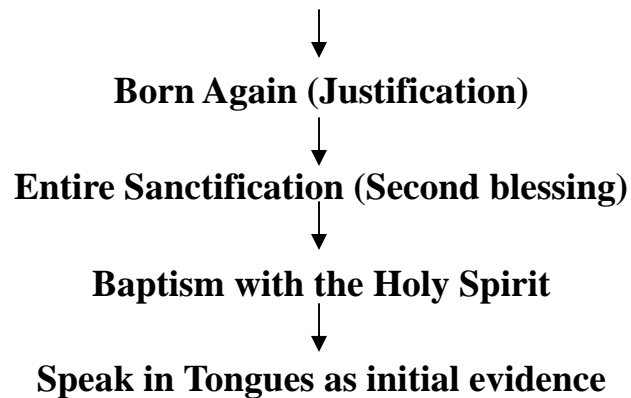 Born Again (Justification)
Entire Sanctification (Second blessing)
Baptism with the Holy Spirit
Speak in Tongues as initial evidence